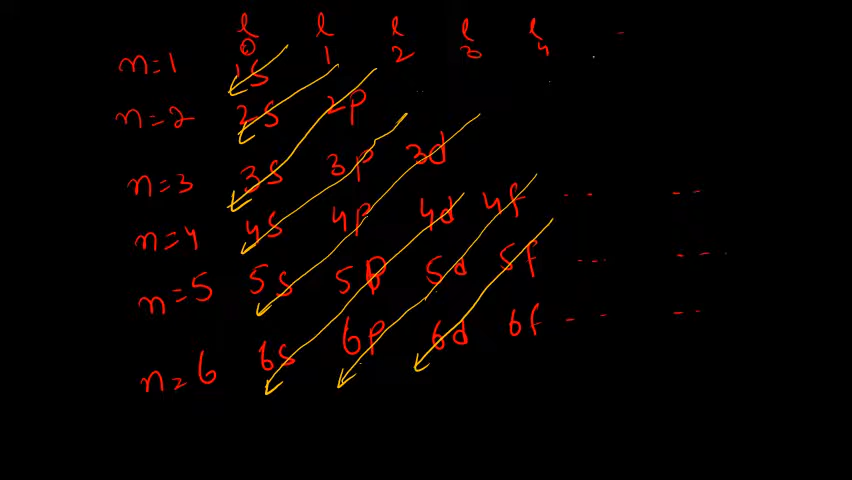 l l l l l
0 1 2 3 4 --
n=1 1S
n=2 2S 2P
n=3 3S 3P 3d
n=4 4S 4P 4d 4f -- --
n=5 5s 5P 5d 5f --- ---
n=6 6s 6P 6d 6f --- --